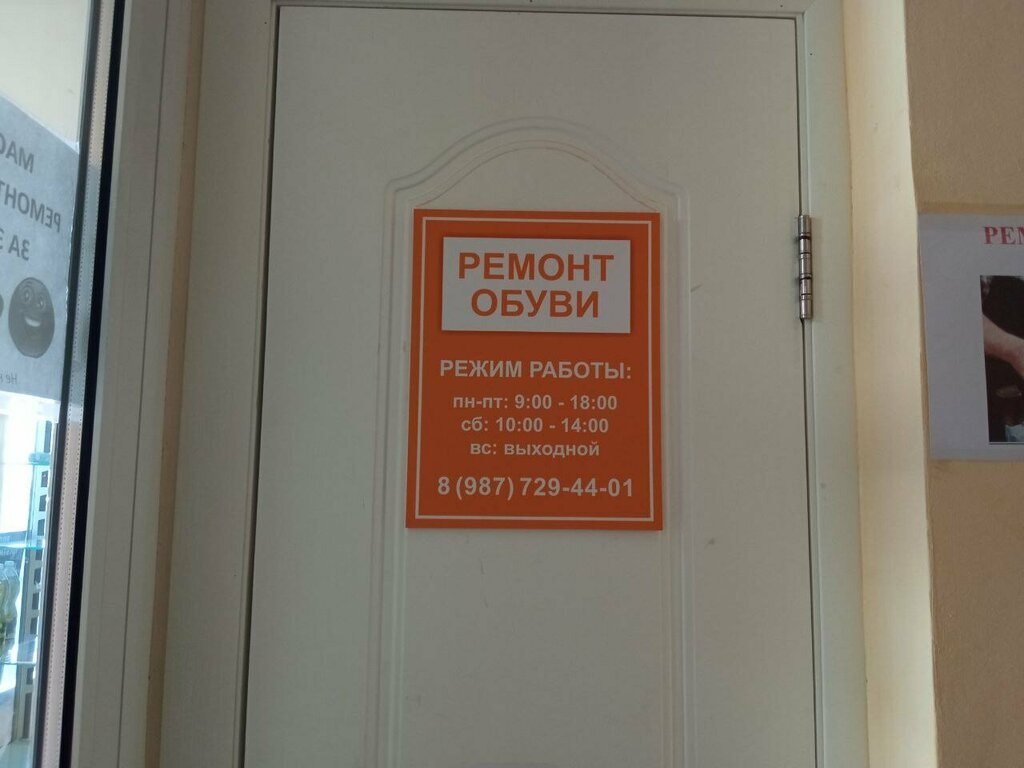 РЕМОНТ
ОБУВИ
РЕЖИМ РАБОТЫ:
пн-пт: 9:00 - 18:00
сб: 10:00 - 14:00
вс: выходной
8 (987) 729-44-01
ЗА